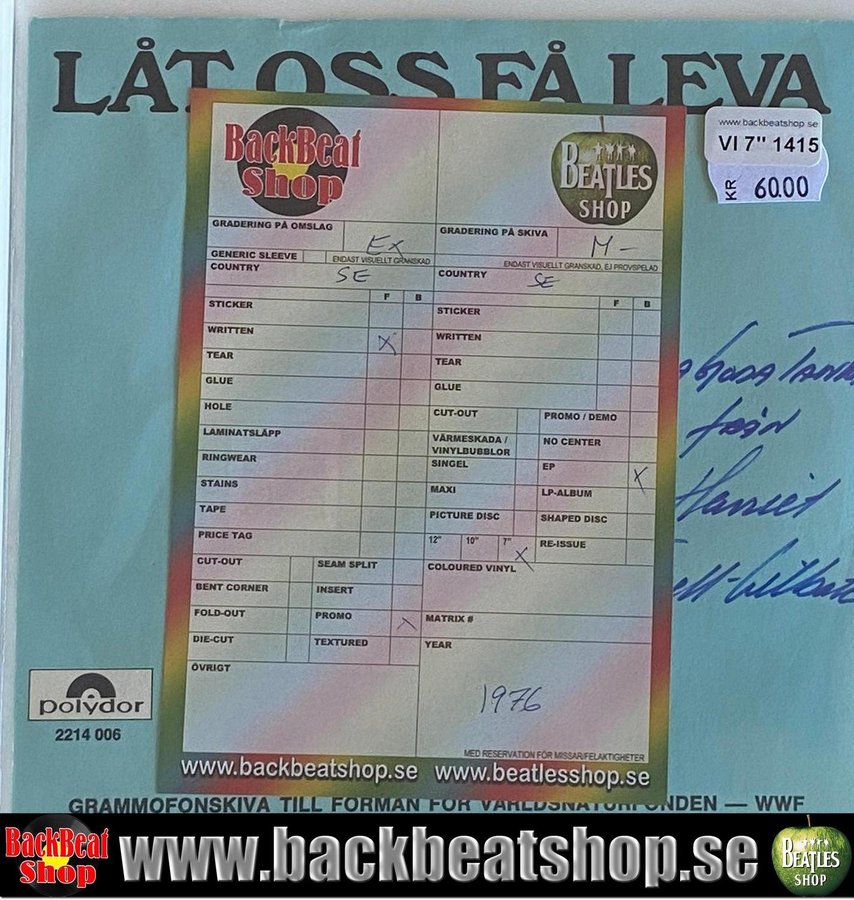 LÅT OSS FÅ LEVA
www.backbeatshop.se
VI 7" 1415
KR 60.00
BackBeat Shop
BEATLES SHOP
GRADERING PÅ OMSLAG Ex
GRADERING PÅ SKIVA M-
GENERIC SLEEVE
ENDAST VISUELLT GRANSKAD
ENDAST VISUELLT GRANSKAD, EJ PROVSPELAD
COUNTRY SE
COUNTRY SE
F B
F B
STICKER
STICKER
WRITTEN X
WRITTEN
TEAR
TEAR
GLUE
GLUE
HOLE
CUT-OUT
PROMO / DEMO
LAMINATSLÄPP
VÄRMESKADA / VINYLBUBBLOR
NO CENTER
RINGWEAR
SINGEL
EP X
STANS
MAXI
LP-ALBUM
TAPE
PICTURE DISC
SHAPED DISC
PRICE TAG
12" 10" 7" X
RE-ISSUE
CUT-OUT
SEAM SPLIT
COLOURED VINYL
BENT CORNER
INSERT
FOLD-OUT
PROMO X
MATRIX #
DIE-CUT
TEXTURED
YEAR
ÖVRIGT
1976
MED RESERVATION FÖR MISSAR/FELAKTIGHETER
www.backbeatshop.se www.beatlesshop.se
från
Harriet
polydor
2214 006
GRAMMOFONSKIVA TILL FÖRMÅN FÖR VÄRLDSNATURFONDEN — WWF
BackBeat Shop
www.backbeatshop.se
BEATLES SHOP